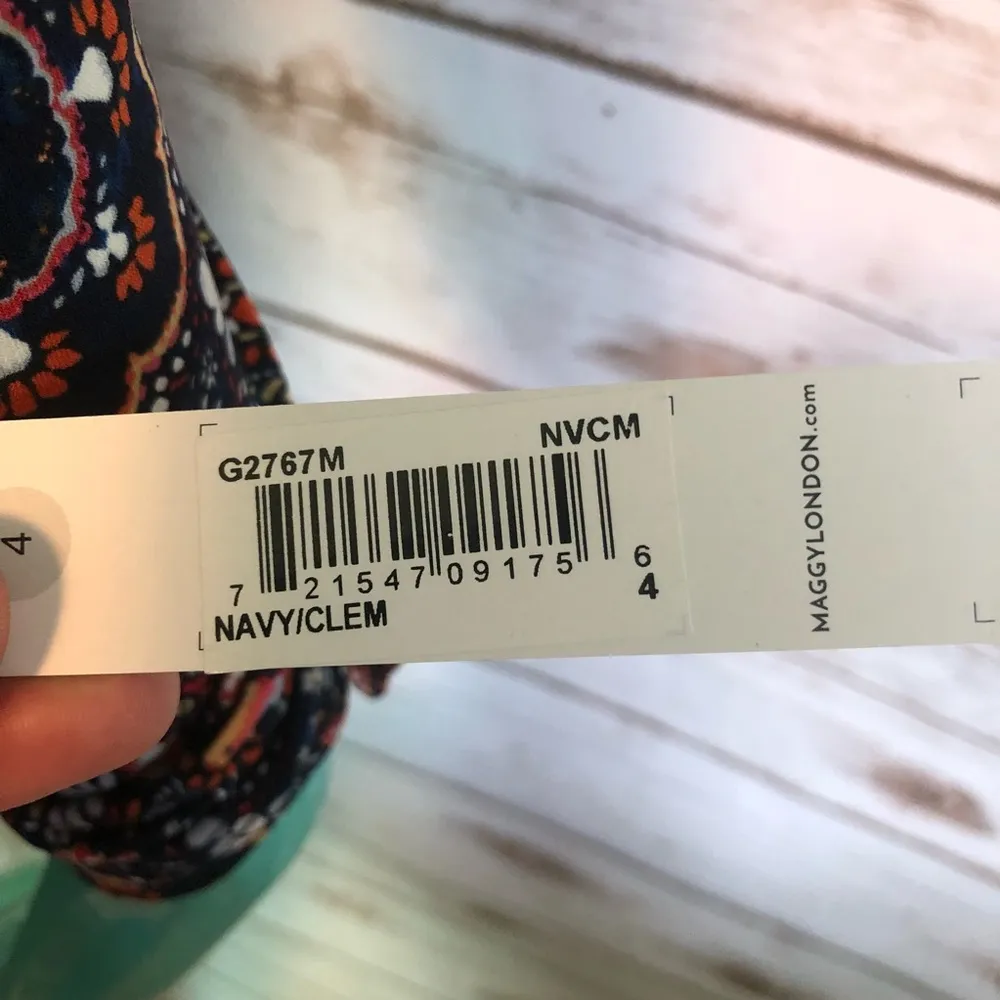 4
G2767M NVCM
7 21547 09175 6
NAVY/CLEM 4
MAGGYLONDON.com